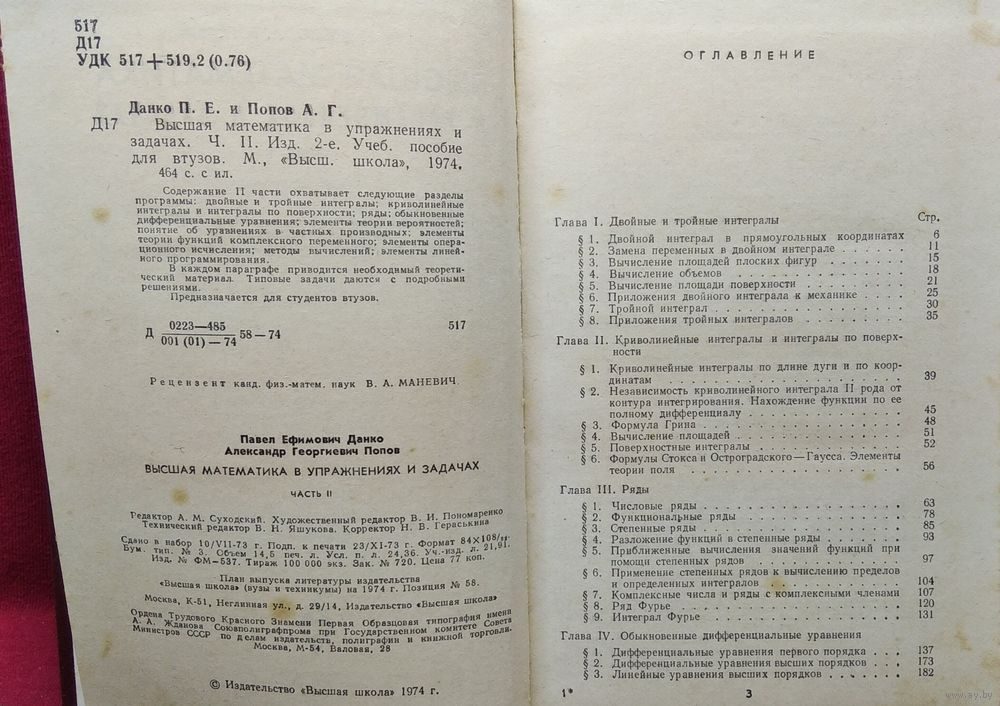 517
Д17
УДК 517+519.2 (0.76)
Данко П. Е. и Попов А. Г.
Д17 Высшая математика в упражнениях и
задачах. Ч. II. Изд. 2-е. Учеб. пособие
для втузов. М., «Высш. школа», 1974.
464 с. с ил.
Содержание II части охватывает следующие разделы
программы: двойные и тройные интегралы; криволинейные
интегралы и интегралы по поверхности; ряды; обыкновенные
дифференциальные уравнения; элементы теории вероятностей;
понятие об уравнениях в частных производных; элементы
теории функций комплексного переменного; элементы опера-
ционного исчисления; методы вычислений; элементы линей-
ного программирования.
В каждом параграфе приводится необходимый теорети-
ческий материал. Типовые задачи даются с подробными
решениями.
Предназначается для студентов втузов.
Д 0223—485
001 (01) — 74 58—74 517
Рецензент канд. физ.-матем. наук В. А. МАНЕВИЧ.
Павел Ефимович Данко
Александр Георгиевич Попов
ВЫСШАЯ МАТЕМАТИКА В УПРАЖНЕНИЯХ И ЗАДАЧАХ
ЧАСТЬ II
Редактор А. М. Суходский. Художественный редактор В. И. Пономаренко
Технический редактор В. Н. Яшукова. Корректор Н. В. Гераськина
Сдано в набор 10/VII-73 г. Подп. к печати 23/XI-73 г. Формат 84×108/
Бум. тип. № 3. Объем 14,5 печ. л. Усл. п. л. 24,36. Уч.-изд. л. 21,91.
Изд. № ФМ—537. Тираж 100 000 экз. Зак. № 720. Цена 77 коп.
План выпуска литературы издательства
«Высшая школа» (вузы и техникумы) на 1974 г. Позиция № 58.
Москва, К-51, Неглинная ул., д. 29/14, Издательство «Высшая школа»
Ордена Трудового Красного Знамени Первая Образцовая типография имени
А. А. Жданова Союзполиграфпрома при Государственном комитете Совета
Министров СССР по делам издательств, полиграфии и книжной торговли.
Москва, М-54, Валовая, 28
© Издательство «Высшая школа» 1974 г.
ОГЛАВЛЕНИЕ
Стр.
Глава I. Двойные и тройные интегралы
§ 1. Двойной интеграл в прямоугольных координатах 6
§ 2. Замена переменных в двойном интеграле . . . . . . 11
§ 3. Вычисление площадей плоских фигур . . . . . . . 15
§ 4. Вычисление объемов . . . . . . . . . . . . 18
§ 5. Вычисление площади поверхности . . . . . . . . 21
§ 6. Приложения двойного интеграла к механике . . . . 25
§ 7. Тройной интеграл . . . . . . . . . . . . . . 30
§ 8. Приложения тройных интегралов . . . . . . . . 35
Глава II. Криволинейные интегралы и интегралы по поверх-
ности
§ 1. Криволинейные интегралы по длине дуги и по коор-
динатам . . . . . . . . . . . . . . . . . 39
§ 2. Независимость криволинейного интеграла II рода от
контура интегрирования. Нахождение функции по ее
полному дифференциалу . . . . . . . . . . . . 45
§ 3. Формула Грина . . . . . . . . . . . . . . . 48
§ 4. Вычисление площадей . . . . . . . . . . . . 51
§ 5. Поверхностные интегралы . . . . . . . . . . . 52
§ 6. Формулы Стокса и Остроградского—Гаусса. Элементы
теории поля . . . . . . . . . . . . . . . . 56
Глава III. Ряды
§ 1. Числовые ряды . . . . . . . . . . . . . . . 63
§ 2. Функциональные ряды . . . . . . . . . . . . 78
§ 3. Степенные ряды . . . . . . . . . . . . . . . 85
§ 4. Разложение функций в степенные ряды . . . . . . 93
§ 5. Приближенные вычисления значений функций при
помощи степенных рядов . . . . . . . . . . . . 97
§ 6. Применение степенных рядов к вычислению пределов
и определенных интегралов . . . . . . . . . . . 104
§ 7. Комплексные числа и ряды с комплексными членами 107
§ 8. Ряд Фурье . . . . . . . . . . . . . . . . . 120
§ 9. Интеграл Фурье . . . . . . . . . . . . . . . 131
Глава IV. Обыкновенные дифференциальные уравнения
§ 1. Дифференциальные уравнения первого порядка . . . 137
§ 2. Дифференциальные уравнения высших порядков . . . 173
§ 3. Линейные уравнения высших порядков . . . . . . . 182
1* 3
www.ay.by